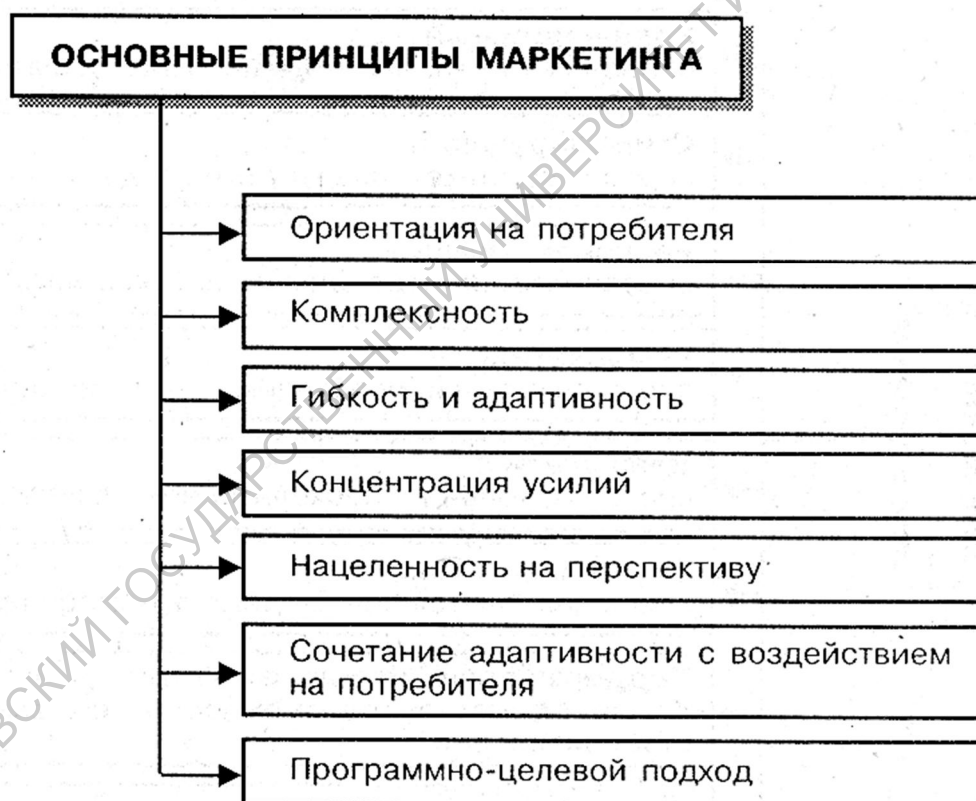 ОСНОВНЫЕ ПРИНЦИПЫ МАРКЕТИНГА
Ориентация на потребителя
Комплексность
Гибкость и адаптивность
Концентрация усилий
Нацеленность на перспективу
Сочетание адаптивности с воздействием
на потребителя
Программно-целевой подход
ГОСУДАРСТВЕННЫЙ